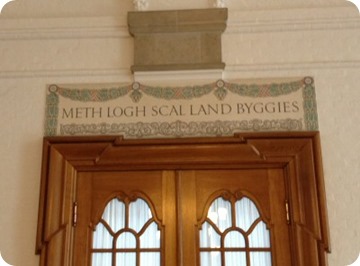 METH LOGH SCAL LAND BYGGIES